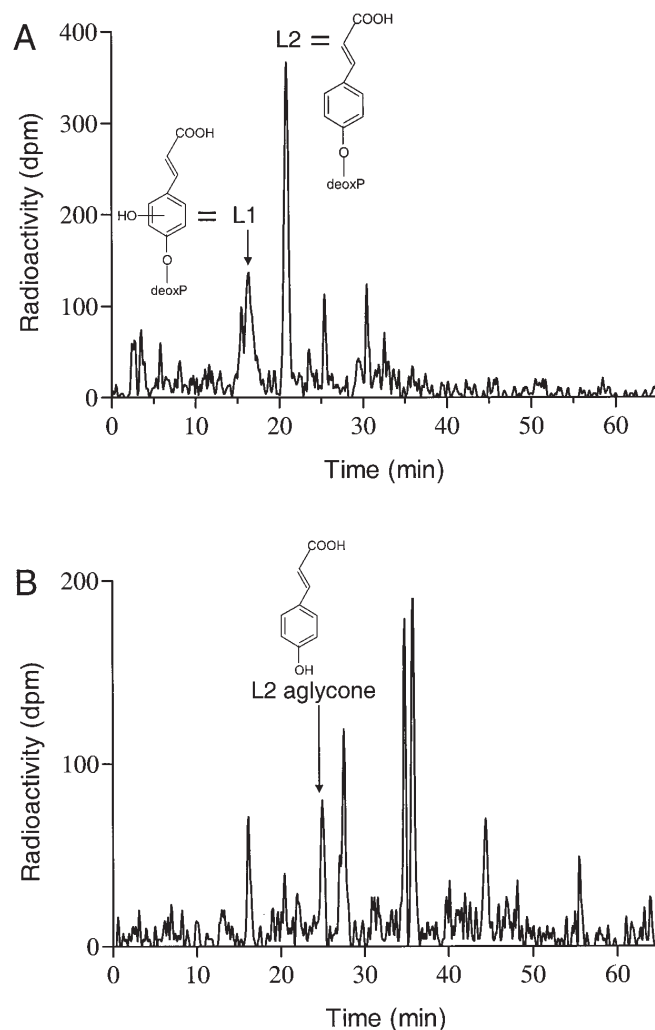 A
400
300
200
100
0
Radioactivity (dpm)
L2 =
COOH
O
deoxP
COOH
HO
= L1
O
deoxP
0 10 20 30 40 50 60
Time (min)
B
200
100
0
Radioactivity (dpm)
COOH
OH
L2 aglycone
0 10 20 30 40 50 60
Time (min)